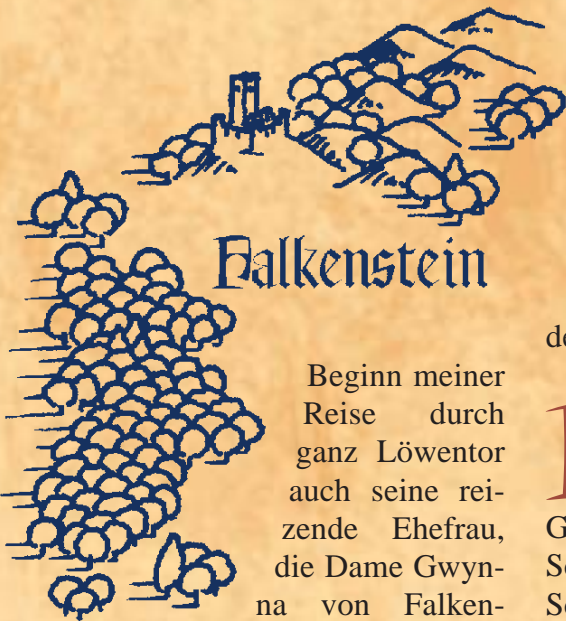 Falkenstein
Beginn meiner
Reise durch
ganz Löwentor
auch seine rei-
zende Ehefrau,
die Dame Gwyn-
na von Falken-